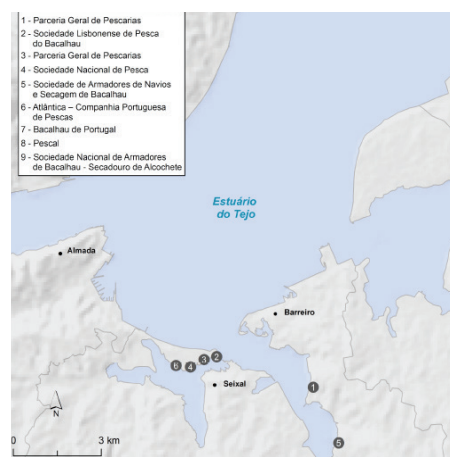 1 - Parceria Geral de Pescarias
2 - Sociedade Lisbonense de Pesca
do Bacalhau
3 - Parceria Geral de Pescarias
4 - Sociedade Nacional de Pesca
5 - Sociedade de Armadores de Navios
e Secagem de Bacalhau
6 - Atlântica – Companhia Portuguesa
de Pescas
7 - Bacalhau de Portugal
8 - Pescal
9 - Sociedade Nacional de Armadores
de Bacalhau - Secadouro de Alcochete
Estuário
do Tejo
Almada
Barreiro
6
4
3
2
Seixal
1
5
N
0
3 km